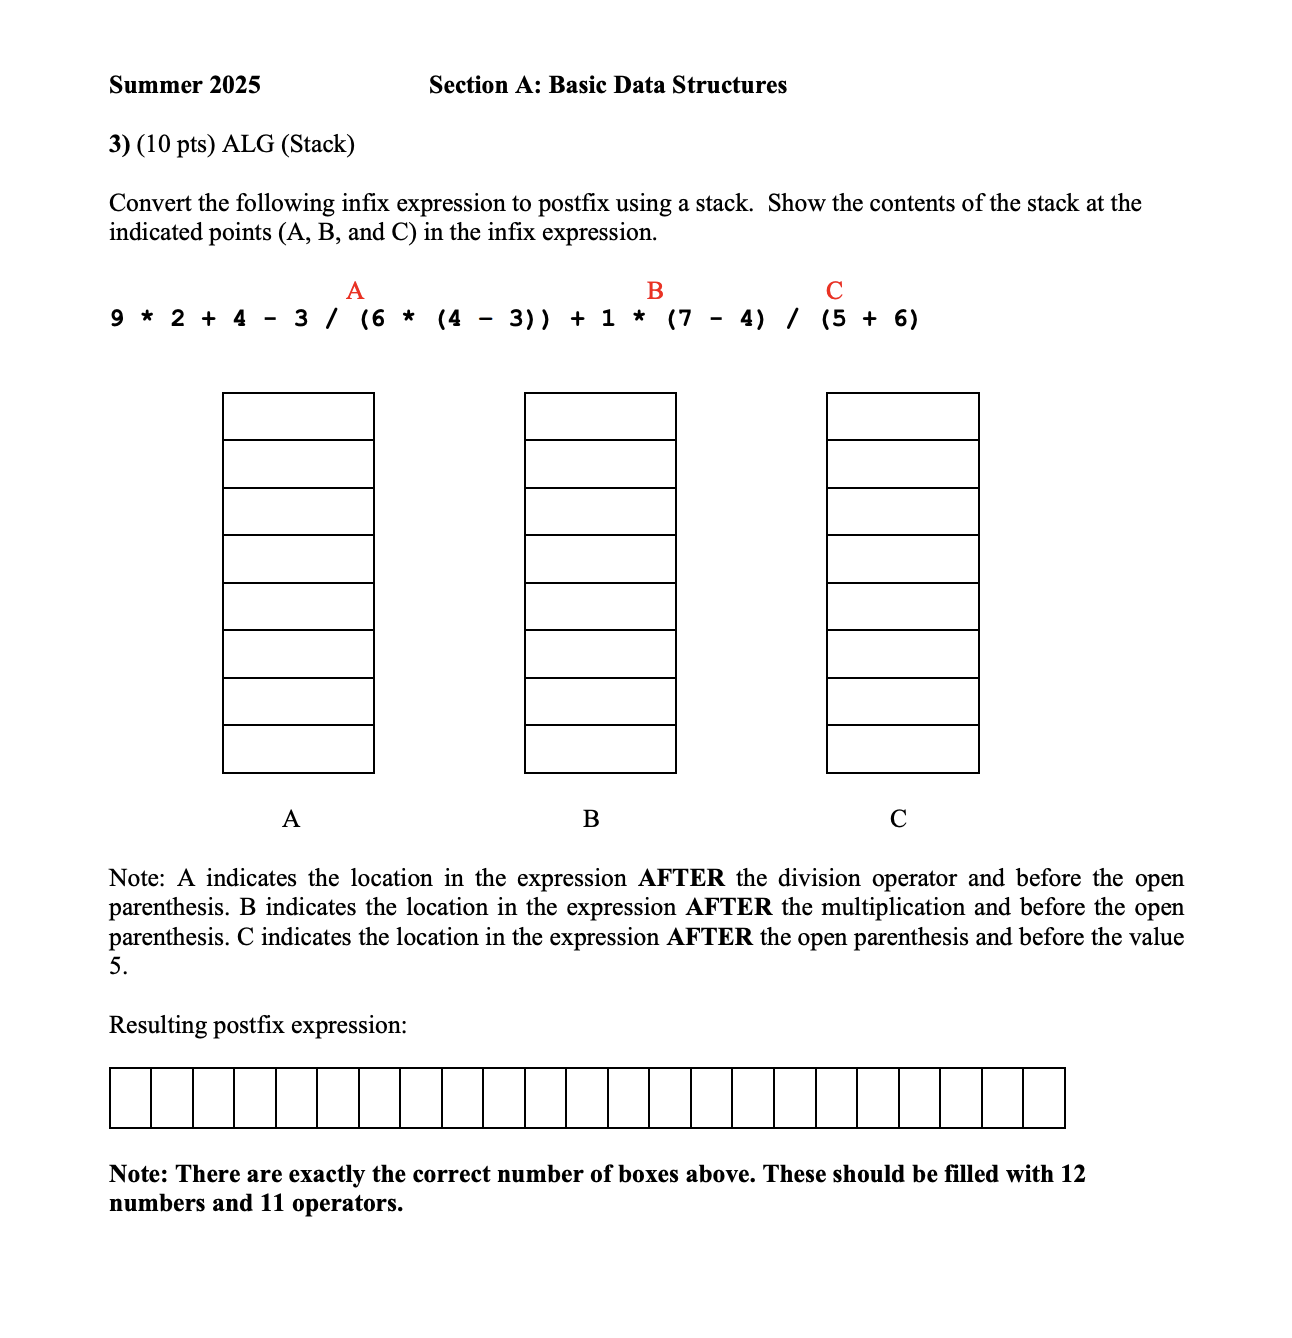 Summer 2025 Section A: Basic Data Structures
3) (10 pts) ALG (Stack)
Convert the following infix expression to postfix using a stack. Show the contents of the stack at the
indicated points (A, B, and C) in the infix expression.
A B C
9 * 2 + 4 - 3 / (6 * (4 – 3)) + 1 * (7 - 4) / (5 + 6)
A B C
Note: A indicates the location in the expression AFTER the division operator and before the open
parenthesis. B indicates the location in the expression AFTER the multiplication and before the open
parenthesis. C indicates the location in the expression AFTER the open parenthesis and before the value
5.
Resulting postfix expression:
Note: There are exactly the correct number of boxes above. These should be filled with 12
numbers and 11 operators.